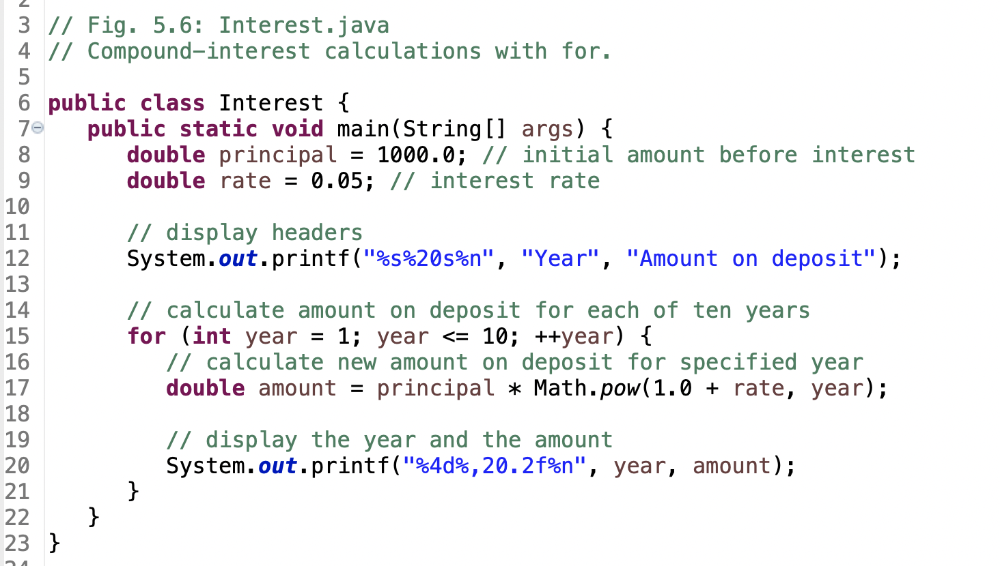 2
3 // Fig. 5.6: Interest.java
4 // Compound-interest calculations with for.
5
6 public class Interest {
7    public static void main(String[] args) {
8       double principal = 1000.0; // initial amount before interest
9       double rate = 0.05; // interest rate
10
11       // display headers
12       System.out.printf("%s%20s%n", "Year", "Amount on deposit");
13
14       // calculate amount on deposit for each of ten years
15       for (int year = 1; year <= 10; ++year) {
16          // calculate new amount on deposit for specified year
17          double amount = principal * Math.pow(1.0 + rate, year);
18
19          // display the year and the amount
20          System.out.printf("%4d%,20.2f%n", year, amount);
21       }
22    }
23 }
24